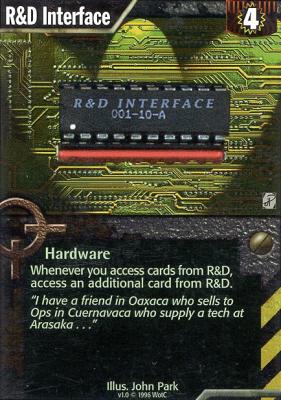 R&D Interface
4
R&D INTERFACE
001-10-A
Hardware
Whenever you access cards from R&D,
access an additional card from R&D.
"I have a friend in Oaxaca who sells to
Ops in Cuernavaca who supply a tech at
Arasaka . . ."
Illus. John Park
v1.0 © 1996 WotC